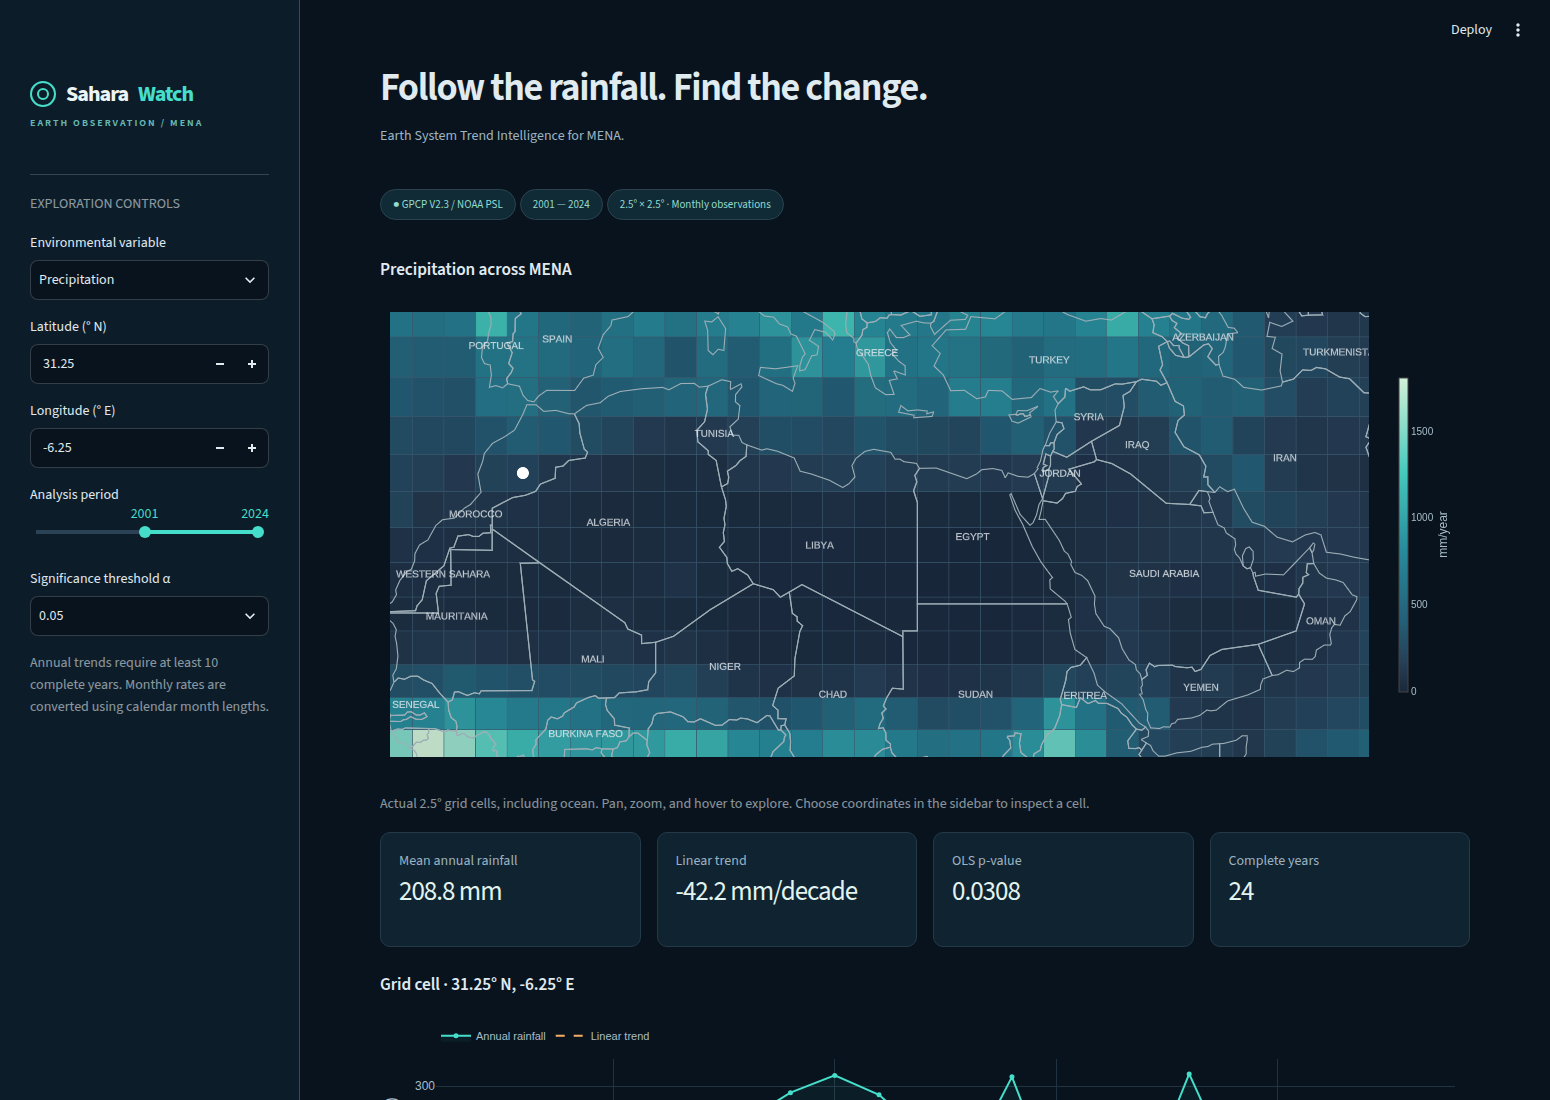 Deploy
Sahara Watch
EARTH OBSERVATION / MENA
EXPLORATION CONTROLS
Environmental variable
Precipitation
Latitude (° N)
31.25
Longitude (° E)
-6.25
Analysis period
2001 2024
Significance threshold α
0.05
Annual trends require at least 10
complete years. Monthly rates are
converted using calendar month lengths.
Follow the rainfall. Find the change.
Earth System Trend Intelligence for MENA.
● GPCP V2.3 / NOAA PSL
2001 — 2024
2.5° × 2.5° · Monthly observations
Precipitation across MENA
PORTUGAL
SPAIN
GREECE
TURKEY
AZERBAIJAN
TURKMENIST
TUNISIA
SYRIA
IRAQ
IRAN
JORDAN
MOROCCO
ALGERIA
LIBYA
EGYPT
WESTERN SAHARA
SAUDI ARABIA
MAURITANIA
OMAN
MALI
NIGER
CHAD
SUDAN
ERITREA
YEMEN
SENEGAL
BURKINA FASO
1500
1000
500
0
mm/year
Actual 2.5° grid cells, including ocean. Pan, zoom, and hover to explore. Choose coordinates in the sidebar to inspect a cell.
Mean annual rainfall
208.8 mm
Linear trend
-42.2 mm/decade
OLS p-value
0.0308
Complete years
24
Grid cell · 31.25° N, -6.25° E
Annual rainfall
Linear trend
300